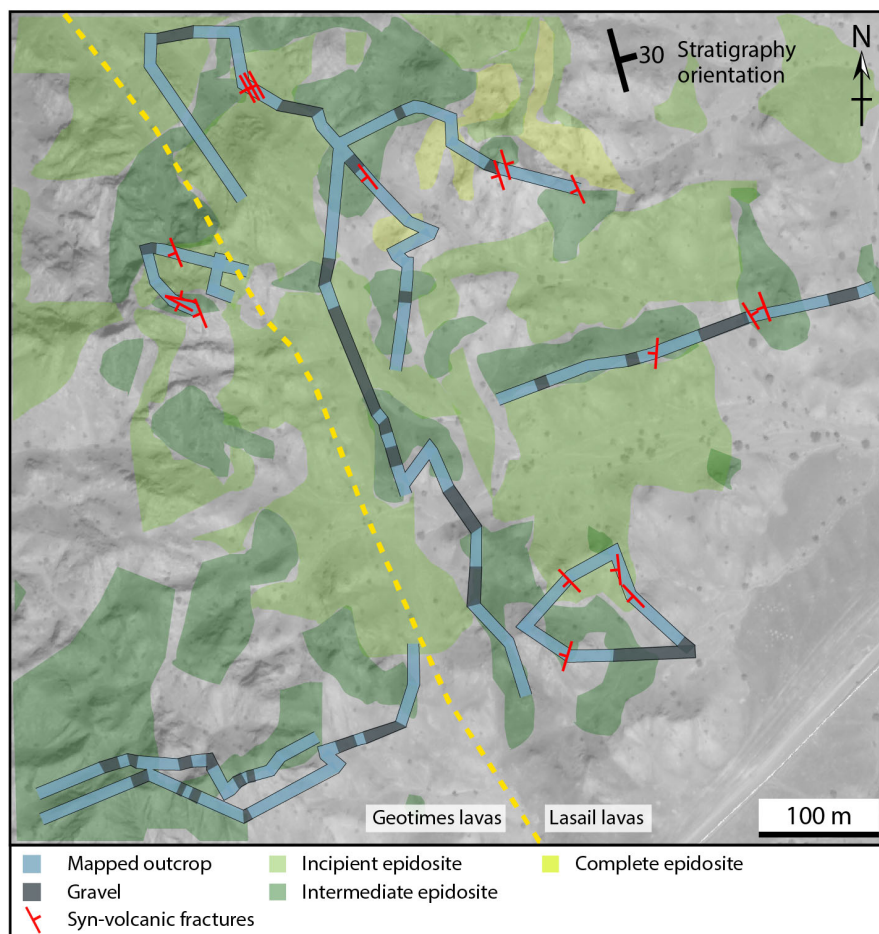 N
30 Stratigraphy
orientation
Geotimes lavas
Lasail lavas
100 m
Mapped outcrop
Incipient epidosite
Complete epidosite
Gravel
Intermediate epidosite
Syn-volcanic fractures